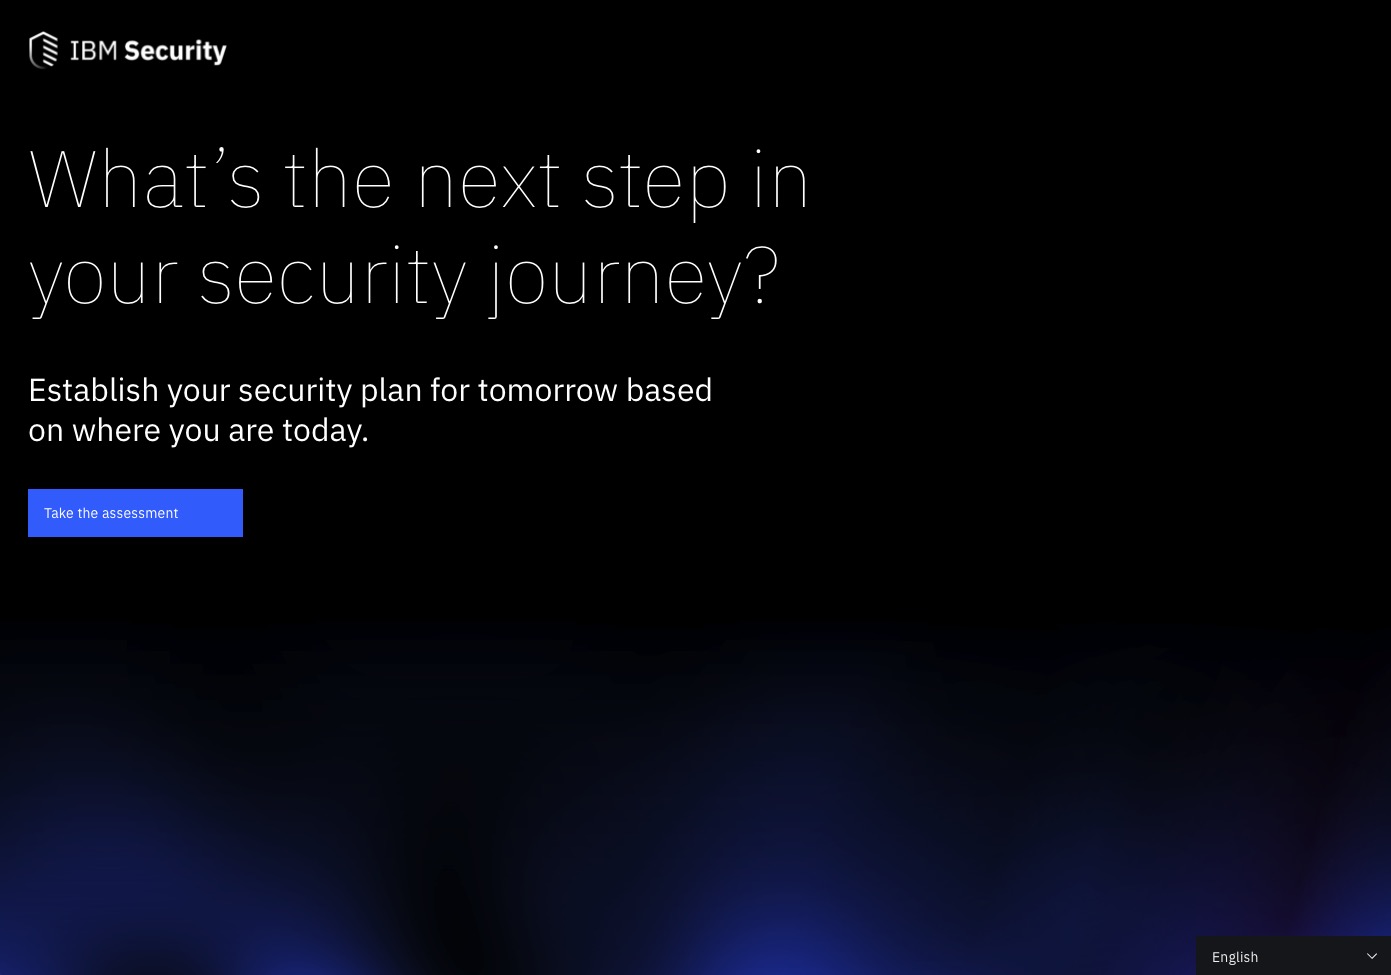 IBM Security
What’s the next step in
your security journey?
Establish your security plan for tomorrow based
on where you are today.
Take the assessment
English